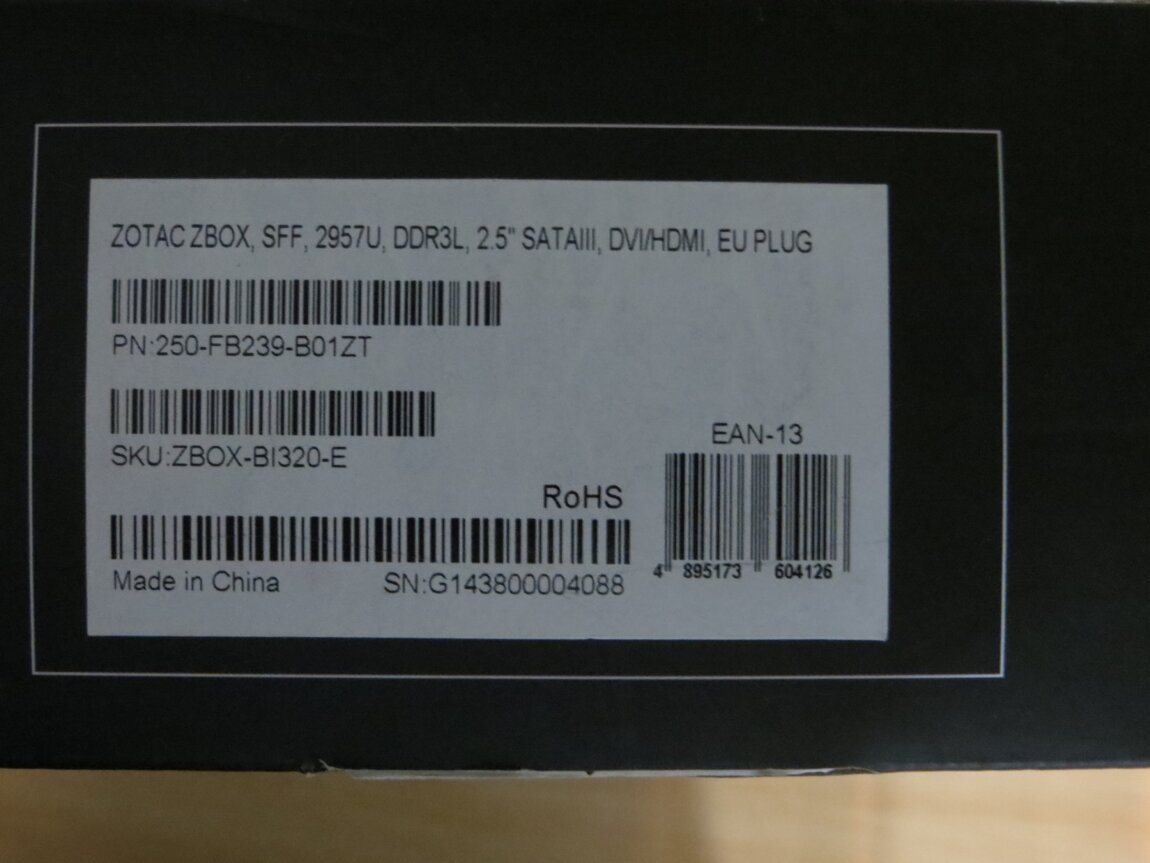 ZOTAC ZBOX, SFF, 2957U, DDR3L, 2.5" SATAIII, DVI/HDMI, EU PLUG
PN:250-FB239-B01ZT
SKU:ZBOX-BI320-E
EAN-13
RoHS
4 895173 604126
Made in China SN:G143800004088